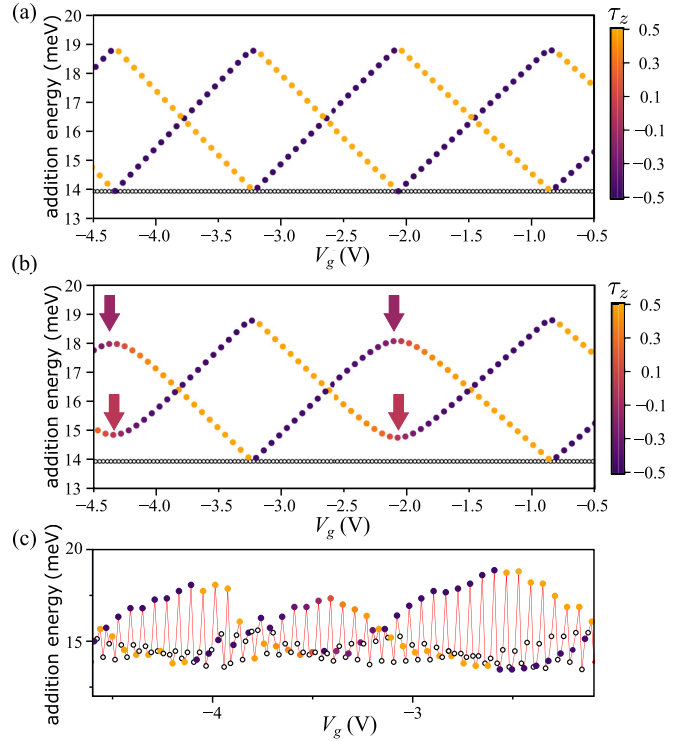 (a)
addition energy (meV)
20
19
18
17
16
15
14
13
−4.5 −4.0 −3.5 −3.0 −2.5 −2.0 −1.5 −1.0 −0.5
V_g (V)
τ_z
0.5
0.3
0.1
−0.1
−0.3
−0.5
(b)
addition energy (meV)
20
19
18
17
16
15
14
13
−4.5 −4.0 −3.5 −3.0 −2.5 −2.0 −1.5 −1.0 −0.5
V_g (V)
τ_z
0.5
0.3
0.1
−0.1
−0.3
−0.5
(c)
addition energy (meV)
20
15
−4 −3
V_g (V)